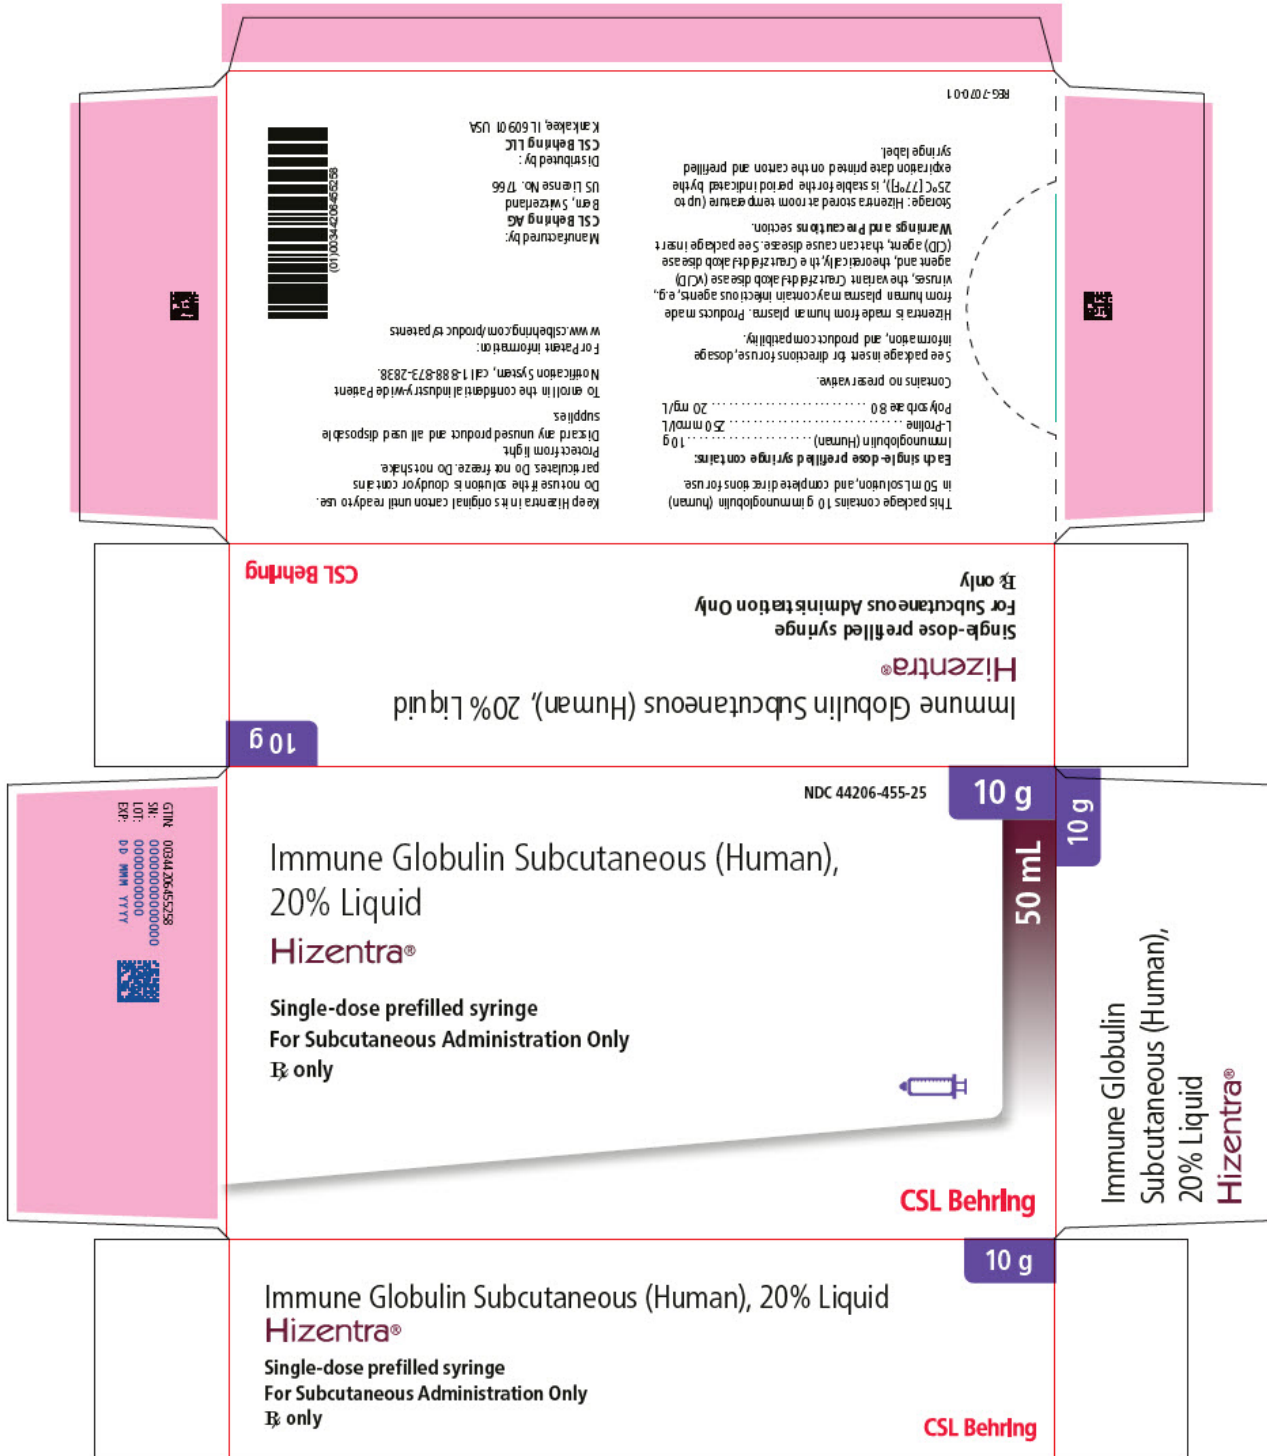 REG-7070-01
This package contains 10 g immunoglobulin (human)
in 50 mL solution, and complete directions for use.
Each single-dose prefilled syringe contains:
Immunoglobulin (Human) . . . . . . . . . . . . . . . . . . . . . . 10 g
L-Proline . . . . . . . . . . . . . . . . . . . . . . . . . . . . . . 250 mmol/L
Polysorbate 80 . . . . . . . . . . . . . . . . . . . . . . . . . . 20 mg/L
Contains no preservative.
See package insert for directions for use, dosage
information, and product compatibility.
Hizentra is made from human plasma. Products made
from human plasma may contain infectious agents, e.g.,
viruses, the variant Creutzfeldt-Jakob disease (vCJD)
agent and, theoretically, the Creutzfeldt-Jakob disease
(CJD) agent, that can cause disease. See package insert
Warnings and Precautions section.
Storage: Hizentra stored at room temperature (up to
25°C [77°F]), is stable for the period indicated by the
expiration date printed on the carton and prefilled
syringe label.
Keep Hizentra in its original carton until ready to use.
Do not use if the solution is cloudy or contains
particulates. Do not freeze. Do not shake.
Protect from light.
Discard any unused product and all used disposable
supplies.
To enroll in the confidential industry-wide Patient
Notification System, call 1-888-873-2838.
For Patent information:
www.cslbehring.com/products/patents
Manufactured by:
CSL Behring AG
Bern, Switzerland
US License No. 1766
Distributed by:
CSL Behring LLC
Kankakee, IL 60901 USA
(01)00344206455258
10 g
Immune Globulin Subcutaneous (Human), 20% Liquid
Hizentra®
Single-dose prefilled syringe
For Subcutaneous Administration Only
℞ only
CSL Behring
GTIN: 00344206455258
SN: 00000000000000
LOT: 0000000000
EXP: DD MMM YYYY
NDC 44206-455-25
10 g
50 mL
Immune Globulin Subcutaneous (Human),
20% Liquid
Hizentra®
Single-dose prefilled syringe
For Subcutaneous Administration Only
℞ only
CSL Behring
10 g
Immune Globulin
Subcutaneous (Human),
20% Liquid
Hizentra®
10 g
Immune Globulin Subcutaneous (Human), 20% Liquid
Hizentra®
Single-dose prefilled syringe
For Subcutaneous Administration Only
℞ only
CSL Behring